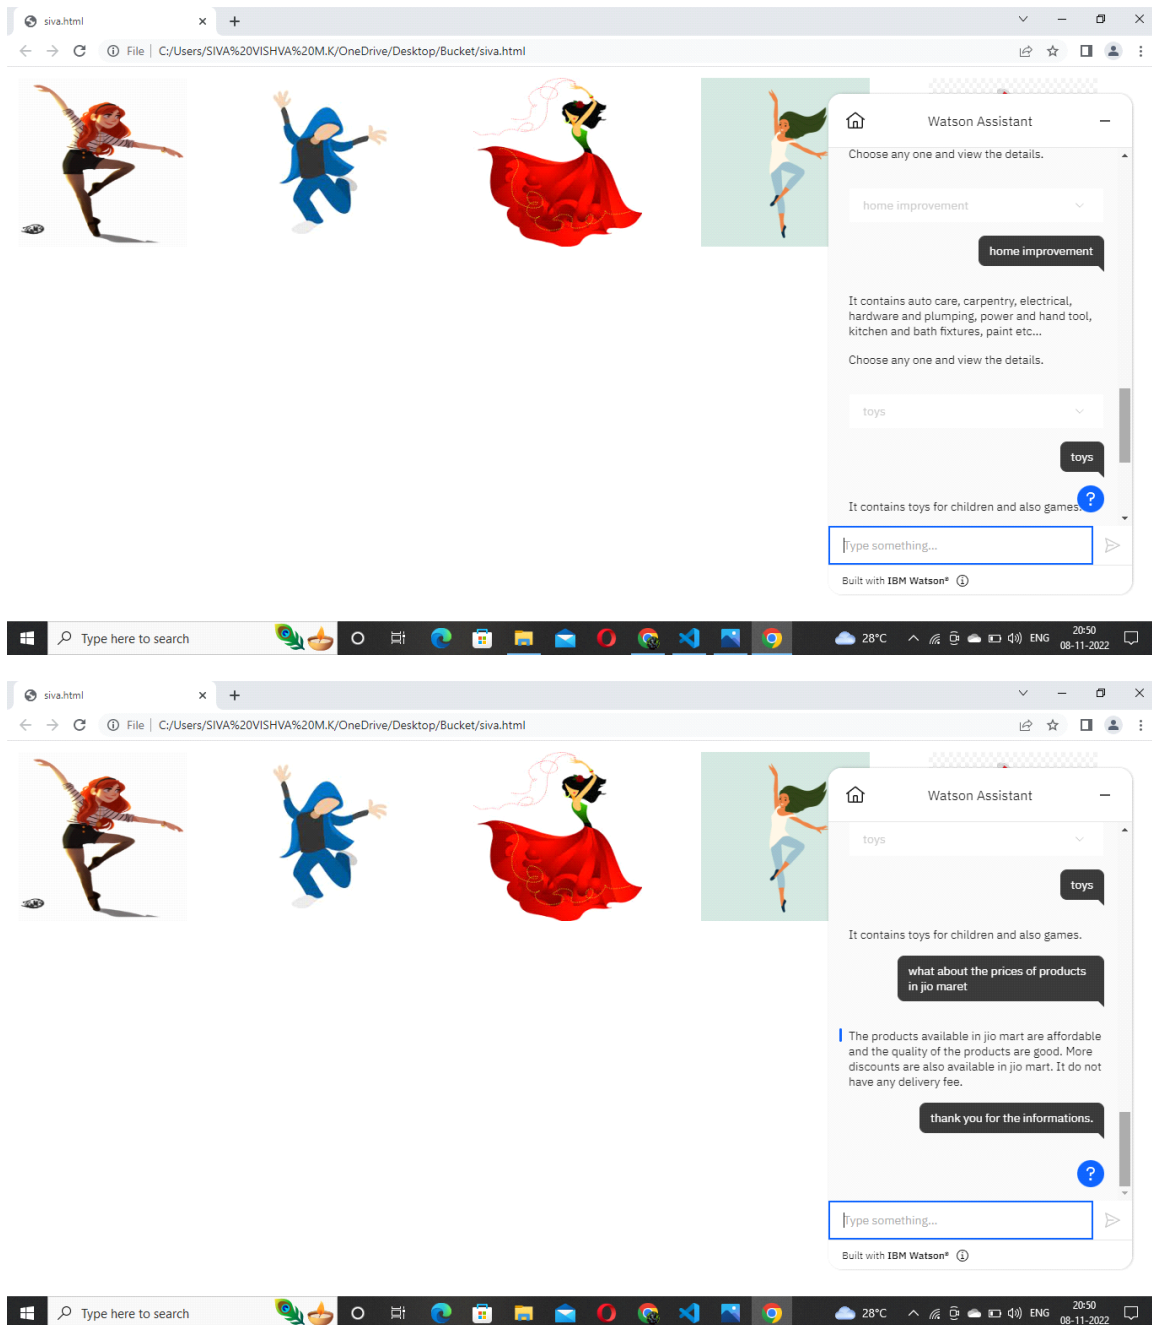 siva.html
File
C:/Users/SIVA%20VISHVA%20M.K/OneDrive/Desktop/Bucket/siva.html
Watson Assistant
Choose any one and view the details.
home improvement
home improvement
It contains auto care, carpentry, electrical,
hardware and plumping, power and hand tool,
kitchen and bath fixtures, paint etc...
Choose any one and view the details.
toys
toys
It contains toys for children and also games.
?
Type something...
Built with IBM Watson®
Type here to search
28°C
ENG
20:50
08-11-2022
siva.html
File
C:/Users/SIVA%20VISHVA%20M.K/OneDrive/Desktop/Bucket/siva.html
Watson Assistant
toys
toys
It contains toys for children and also games.
what about the prices of products
in jio maret
The products available in jio mart are affordable
and the quality of the products are good. More
discounts are also available in jio mart. It do not
have any delivery fee.
thank you for the informations.
?
Type something...
Built with IBM Watson®
Type here to search
28°C
ENG
20:50
08-11-2022